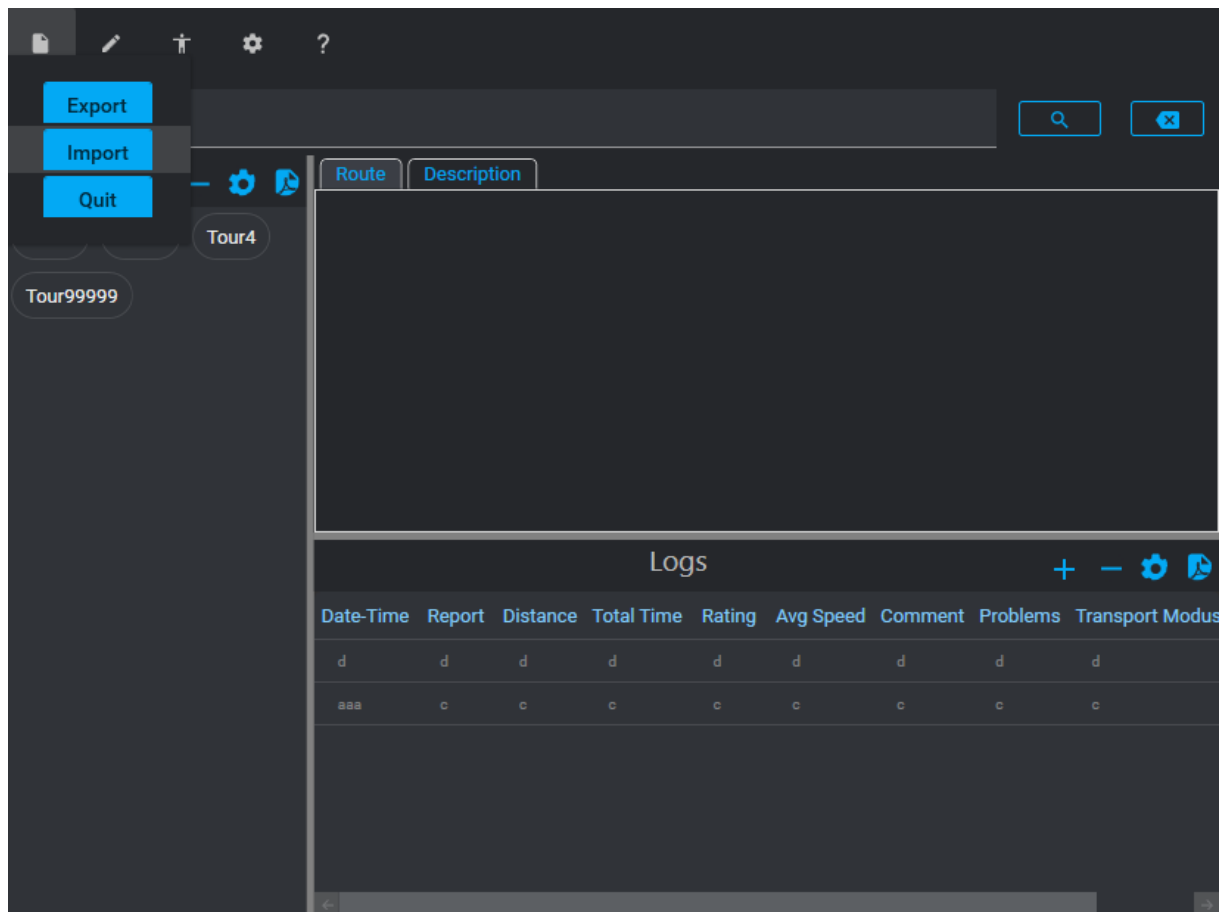 ?
Export
Import
Quit
Route Description
Tour4
Tour99999
Logs
Date-Time Report Distance Total Time Rating Avg Speed Comment Problems Transport Modus
d d d d d d d d d
aaa c c c c c c c c